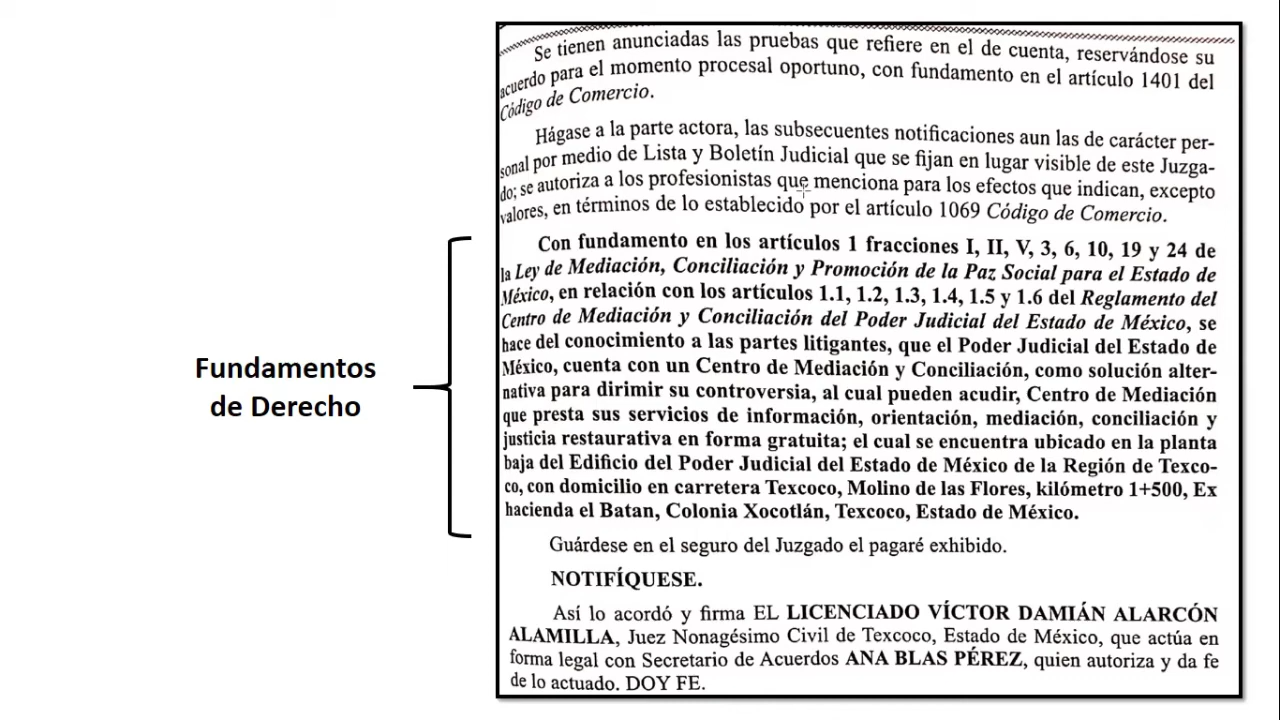 Se tienen anunciadas las pruebas que refiere en el de cuenta, reservándose su
acuerdo para el momento procesal oportuno, con fundamento en el artículo 1401 del
Código de Comercio.
Hágase a la parte actora, las subsecuentes notificaciones aun las de carácter per-
sonal por medio de Lista y Boletín Judicial que se fijan en lugar visible de este Juzga-
do; se autoriza a los profesionistas que menciona para los efectos que indican, excepto
valores, en términos de lo establecido por el artículo 1069 Código de Comercio.
Con fundamento en los artículos 1 fracciones I, II, V, 3, 6, 10, 19 y 24 de
la Ley de Mediación, Conciliación y Promoción de la Paz Social para el Estado de
México, en relación con los artículos 1.1, 1.2, 1.3, 1.4, 1.5 y 1.6 del Reglamento del
Centro de Mediación y Conciliación del Poder Judicial del Estado de México, se
hace del conocimiento a las partes litigantes, que el Poder Judicial del Estado de
México, cuenta con un Centro de Mediación y Conciliación, como solución alter-
nativa para dirimir su controversia, al cual pueden acudir, Centro de Mediación
que presta sus servicios de información, orientación, mediación, conciliación y
justicia restaurativa en forma gratuita; el cual se encuentra ubicado en la planta
baja del Edificio del Poder Judicial del Estado de México de la Región de Texco-
co, con domicilio en carretera Texcoco, Molino de las Flores, kilómetro 1+500, Ex
hacienda el Batan, Colonia Xocotlán, Texcoco, Estado de México.
Guárdese en el seguro del Juzgado el pagaré exhibido.
NOTIFÍQUESE.
Así lo acordó y firma EL LICENCIADO VÍCTOR DAMIÁN ALARCÓN
ALAMILLA, Juez Nonagésimo Civil de Texcoco, Estado de México, que actúa en
forma legal con Secretario de Acuerdos ANA BLAS PÉREZ, quien autoriza y da fe
de lo actuado. DOY FE.
Fundamentos
de Derecho